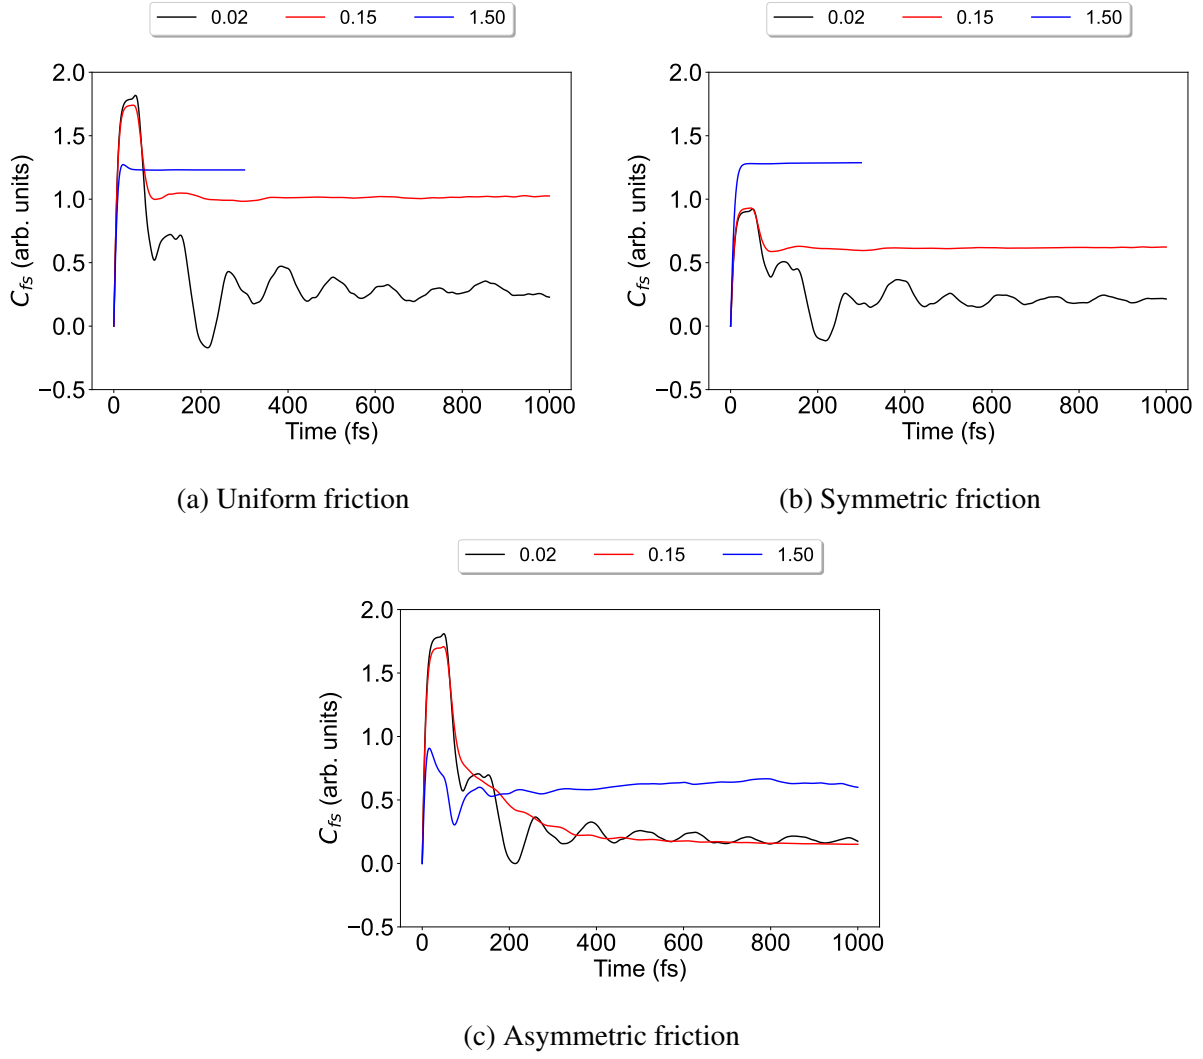 0.02 0.15 1.50
2.0
1.5
1.0
0.5
0.0
−0.5
C_fs (arb. units)
0 200 400 600 800 1000
Time (fs)
(a) Uniform friction
0.02 0.15 1.50
2.0
1.5
1.0
0.5
0.0
−0.5
C_fs (arb. units)
0 200 400 600 800 1000
Time (fs)
(b) Symmetric friction
0.02 0.15 1.50
2.0
1.5
1.0
0.5
0.0
−0.5
C_fs (arb. units)
0 200 400 600 800 1000
Time (fs)
(c) Asymmetric friction